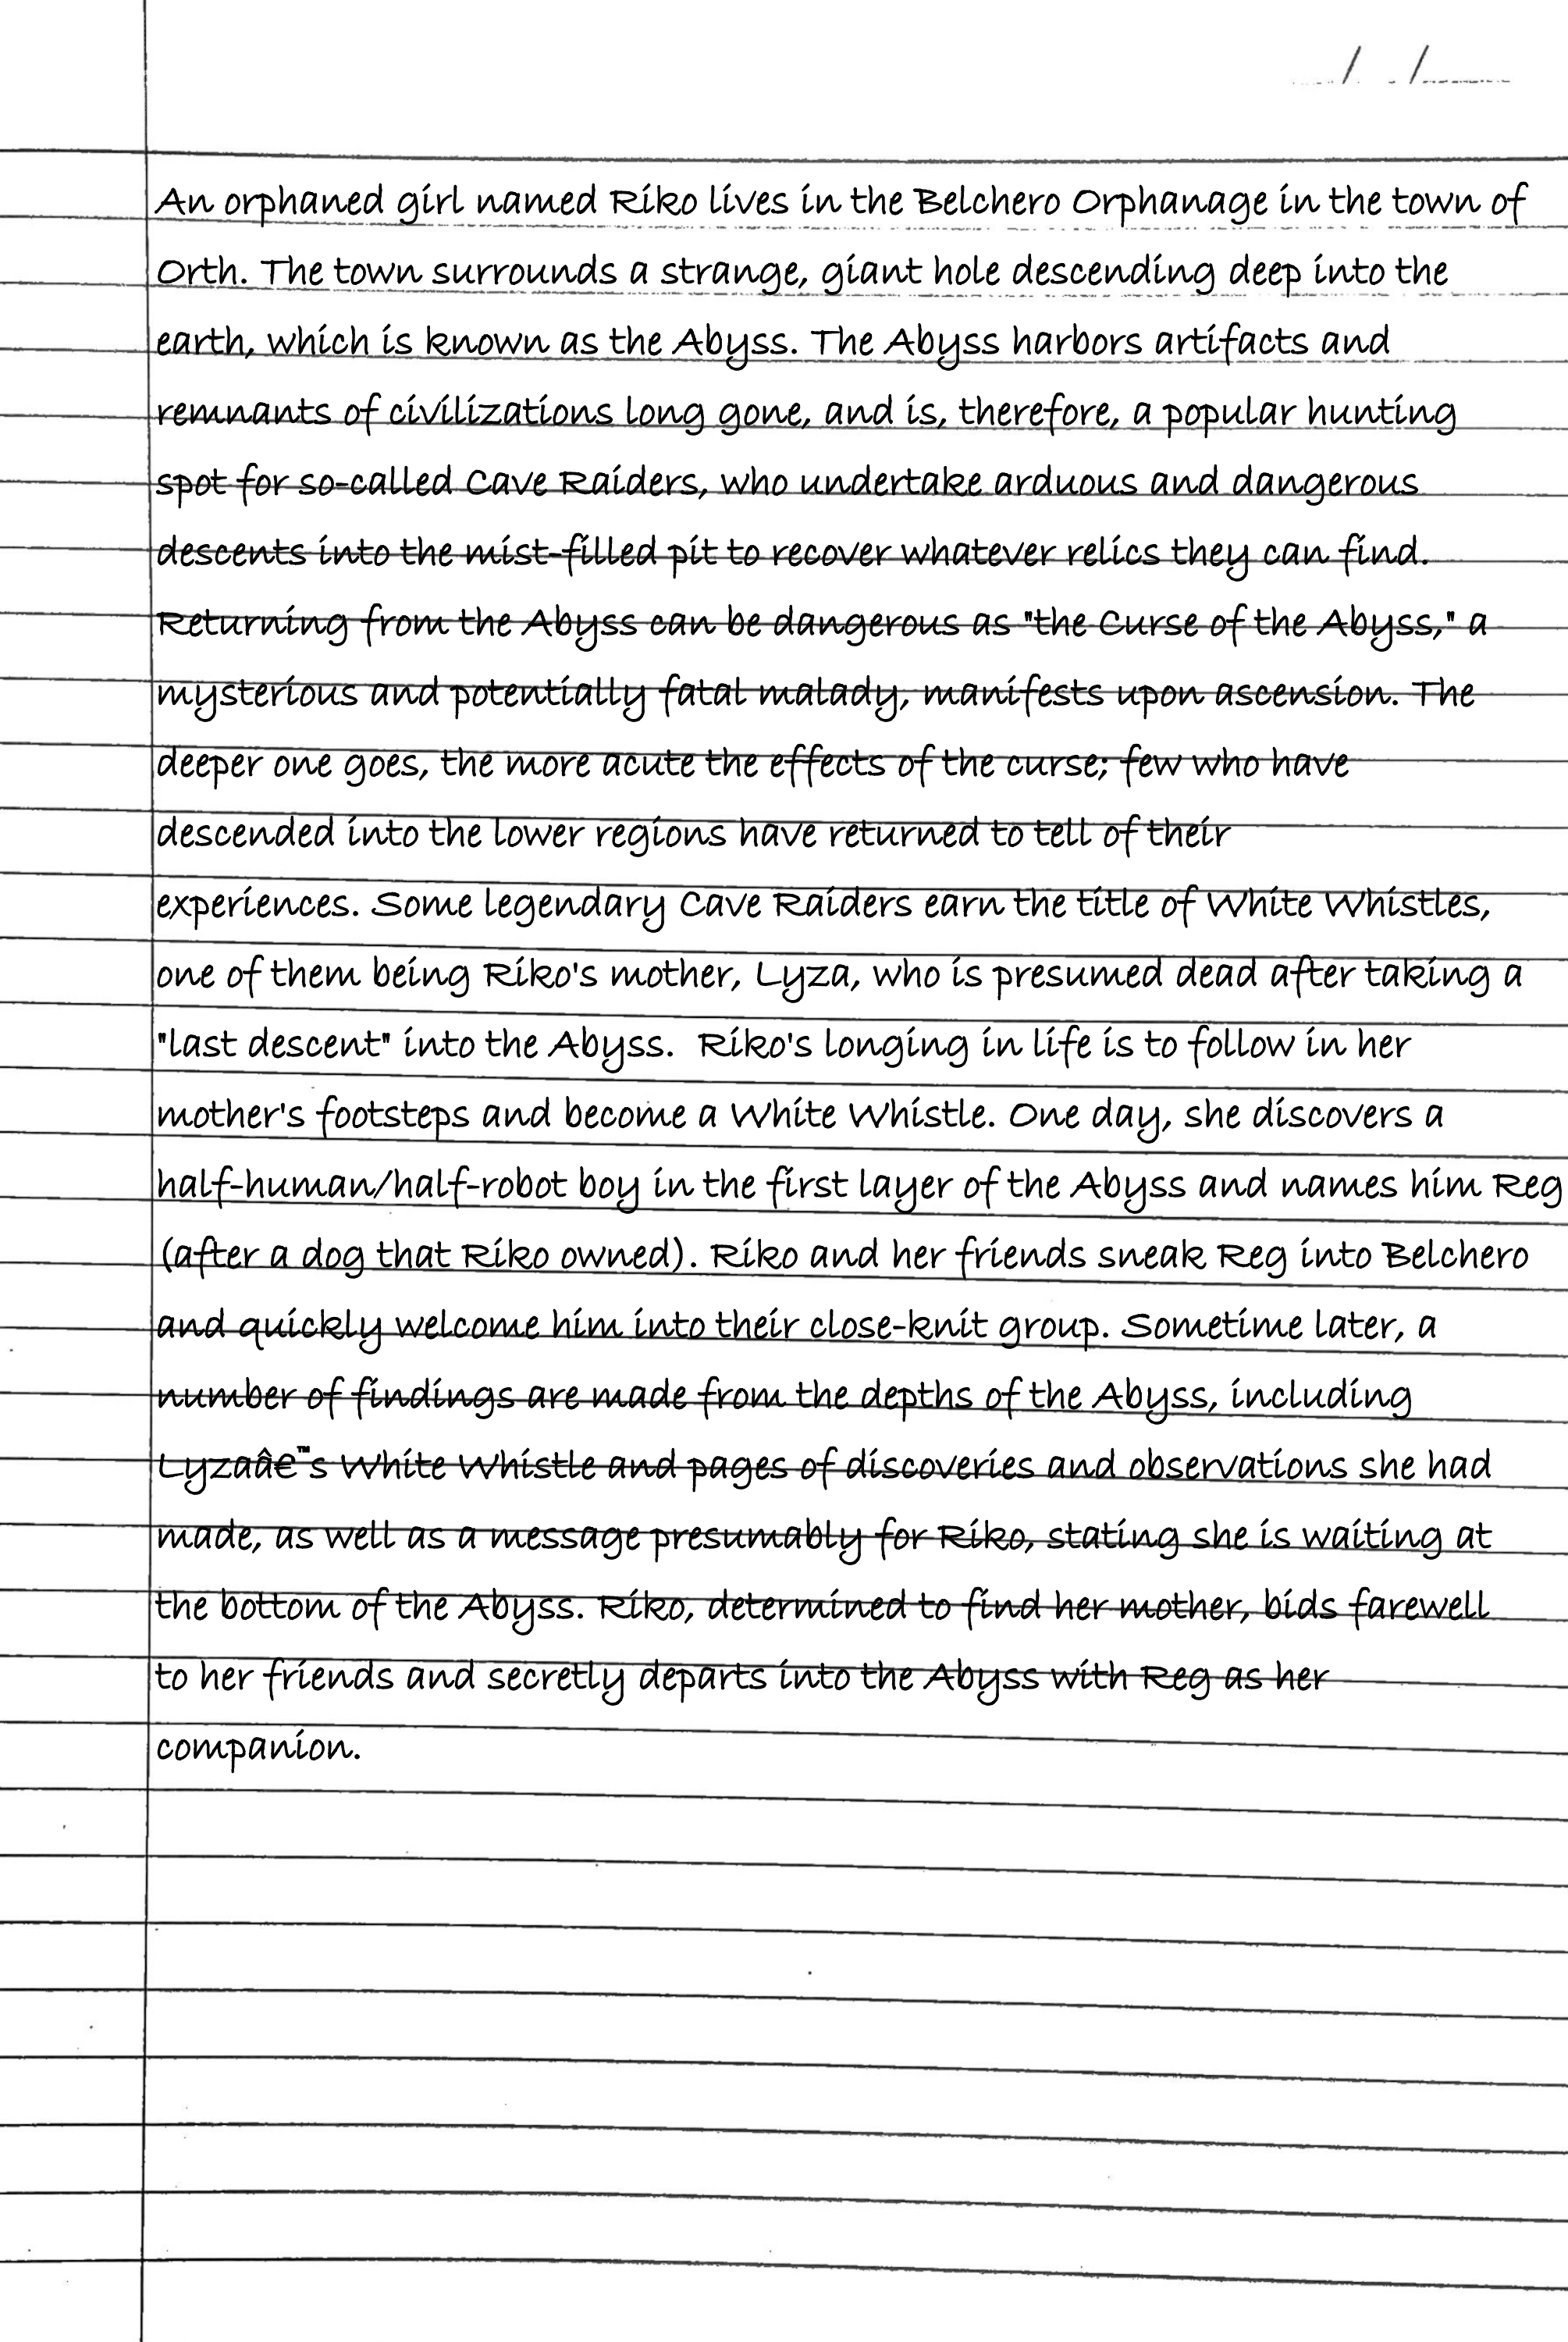 An orphaned girl named Riko lives in the Belchero Orphanage in the town of
Orth. The town surrounds a strange, giant hole descending deep into the
earth, which is known as the Abyss. The Abyss harbors artifacts and
remnants of civilizations long gone, and is, therefore, a popular hunting
spot for so-called Cave Raiders, who undertake arduous and dangerous
descents into the mist-filled pit to recover whatever relics they can find.
Returning from the Abyss can be dangerous as "the Curse of the Abyss," a
mysterious and potentially fatal malady, manifests upon ascension. The
deeper one goes, the more acute the effects of the curse; few who have
descended into the lower regions have returned to tell of their
experiences. Some legendary Cave Raiders earn the title of White Whistles,
one of them being Riko's mother, Lyza, who is presumed dead after taking a
"last descent" into the Abyss.  Riko's longing in life is to follow in her
mother's footsteps and become a White Whistle. One day, she discovers a
half-human/half-robot boy in the first layer of the Abyss and names him Reg
(after a dog that Riko owned). Riko and her friends sneak Reg into Belchero
and quickly welcome him into their close-knit group. Sometime later, a
number of findings are made from the depths of the Abyss, including
Lyzaâ€™s White Whistle and pages of discoveries and observations she had
made, as well as a message presumably for Riko, stating she is waiting at
the bottom of the Abyss. Riko, determined to find her mother, bids farewell
to her friends and secretly departs into the Abyss with Reg as her
companion.